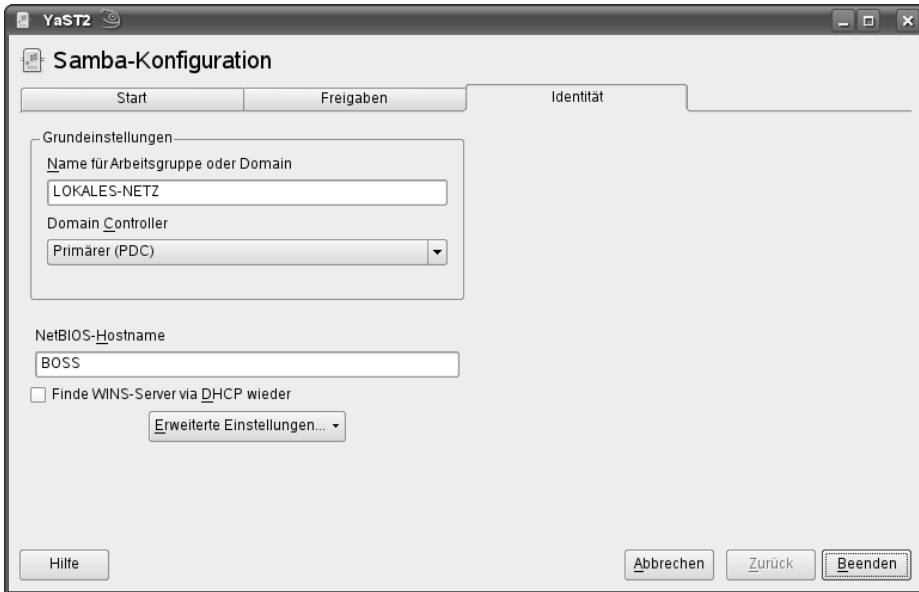 YaST2
Samba-Konfiguration
Start
Freigaben
Identität
Grundeinstellungen
Name für Arbeitsgruppe oder Domain
LOKALES-NETZ
Domain Controller
Primärer (PDC)
NetBIOS-Hostname
BOSS
Finde WINS-Server via DHCP wieder
Erweiterte Einstellungen...
Hilfe
Abbrechen
Zurück
Beenden